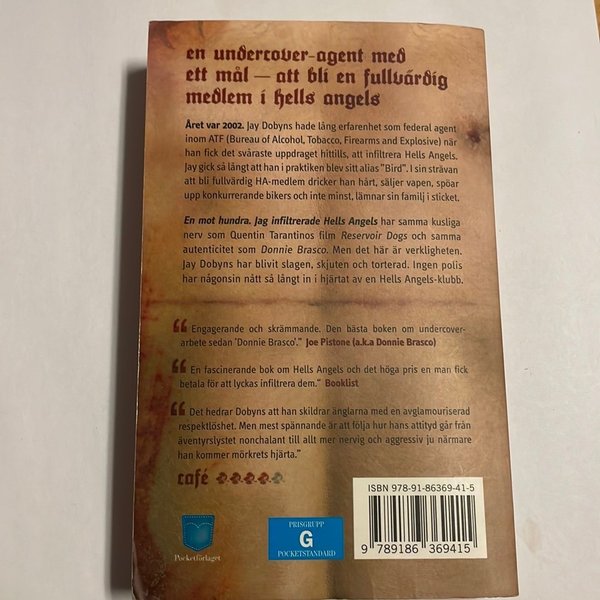 en undercover-agent med
ett mål – att bli en fullvärdig
medlem i hells angels
Året var 2002. Jay Dobyns hade lång erfarenhet som federal agent
inom ATF (Bureau of Alcohol, Tobacco, Firearms and Explosive) när
han fick det svåraste uppdraget hittills, att infiltrera Hells Angels.
Jay gick så långt att han i praktiken blev sitt alias "Bird". I sin strävan
att bli fullvärdig HA-medlem dricker han hårt, säljer vapen, spöar
upp konkurrerande bikers och inte minst, lämnar sin familj i sticket.
En mot hundra. Jag infiltrerade Hells Angels har samma kusliga
nerv som Quentin Tarantinos film Reservoir Dogs och samma
autenticitet som Donnie Brasco. Men det här är verkligheten.
Jay Dobyns har blivit slagen, skjuten och torterad. Ingen polis
har någonsin nått så långt in i hjärtat av en Hells Angels-klubb.
“ Engagerande och skrämmande. Den bästa boken om undercover-
arbete sedan 'Donnie Brasco'." Joe Pistone (a.k.a Donnie Brasco)
“ En fascinerande bok om Hells Angels och det höga pris en man fick
betala för att lyckas infiltrera dem." Booklist
“ Det hedrar Dobyns att han skildrar änglarna med en avglamouriserad
respektlöshet. Men mest spännande är att följa hur hans attityd går från
äventyrslystet nonchalant till allt mer nervig och aggressiv ju närmare
han kommer mörkrets hjärta."
café
ISBN 978-91-86369-41-5
9 789186 369415
Pocketförlaget
PRISGRUPP
G
POCKETSTANDARD